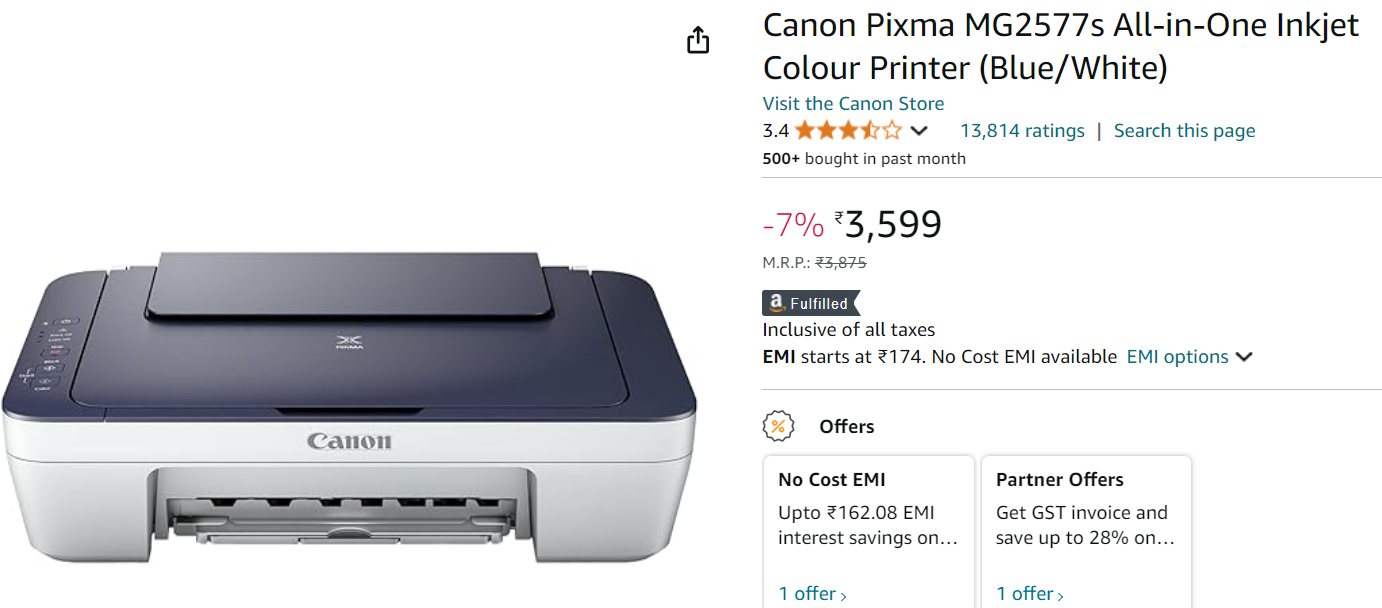 Canon Pixma MG2577s All-in-One Inkjet
Colour Printer (Blue/White)
Visit the Canon Store
3.4
13,814 ratings | Search this page
500+ bought in past month
-7% ₹3,599
M.R.P.: ₹3,875
a Fulfilled
Inclusive of all taxes
EMI starts at ₹174. No Cost EMI available EMI options
% Offers
No Cost EMI
Upto ₹162.08 EMI
interest savings on…
1 offer ›
Partner Offers
Get GST invoice and
save up to 28% on…
1 offer ›
PIXMA
Canon